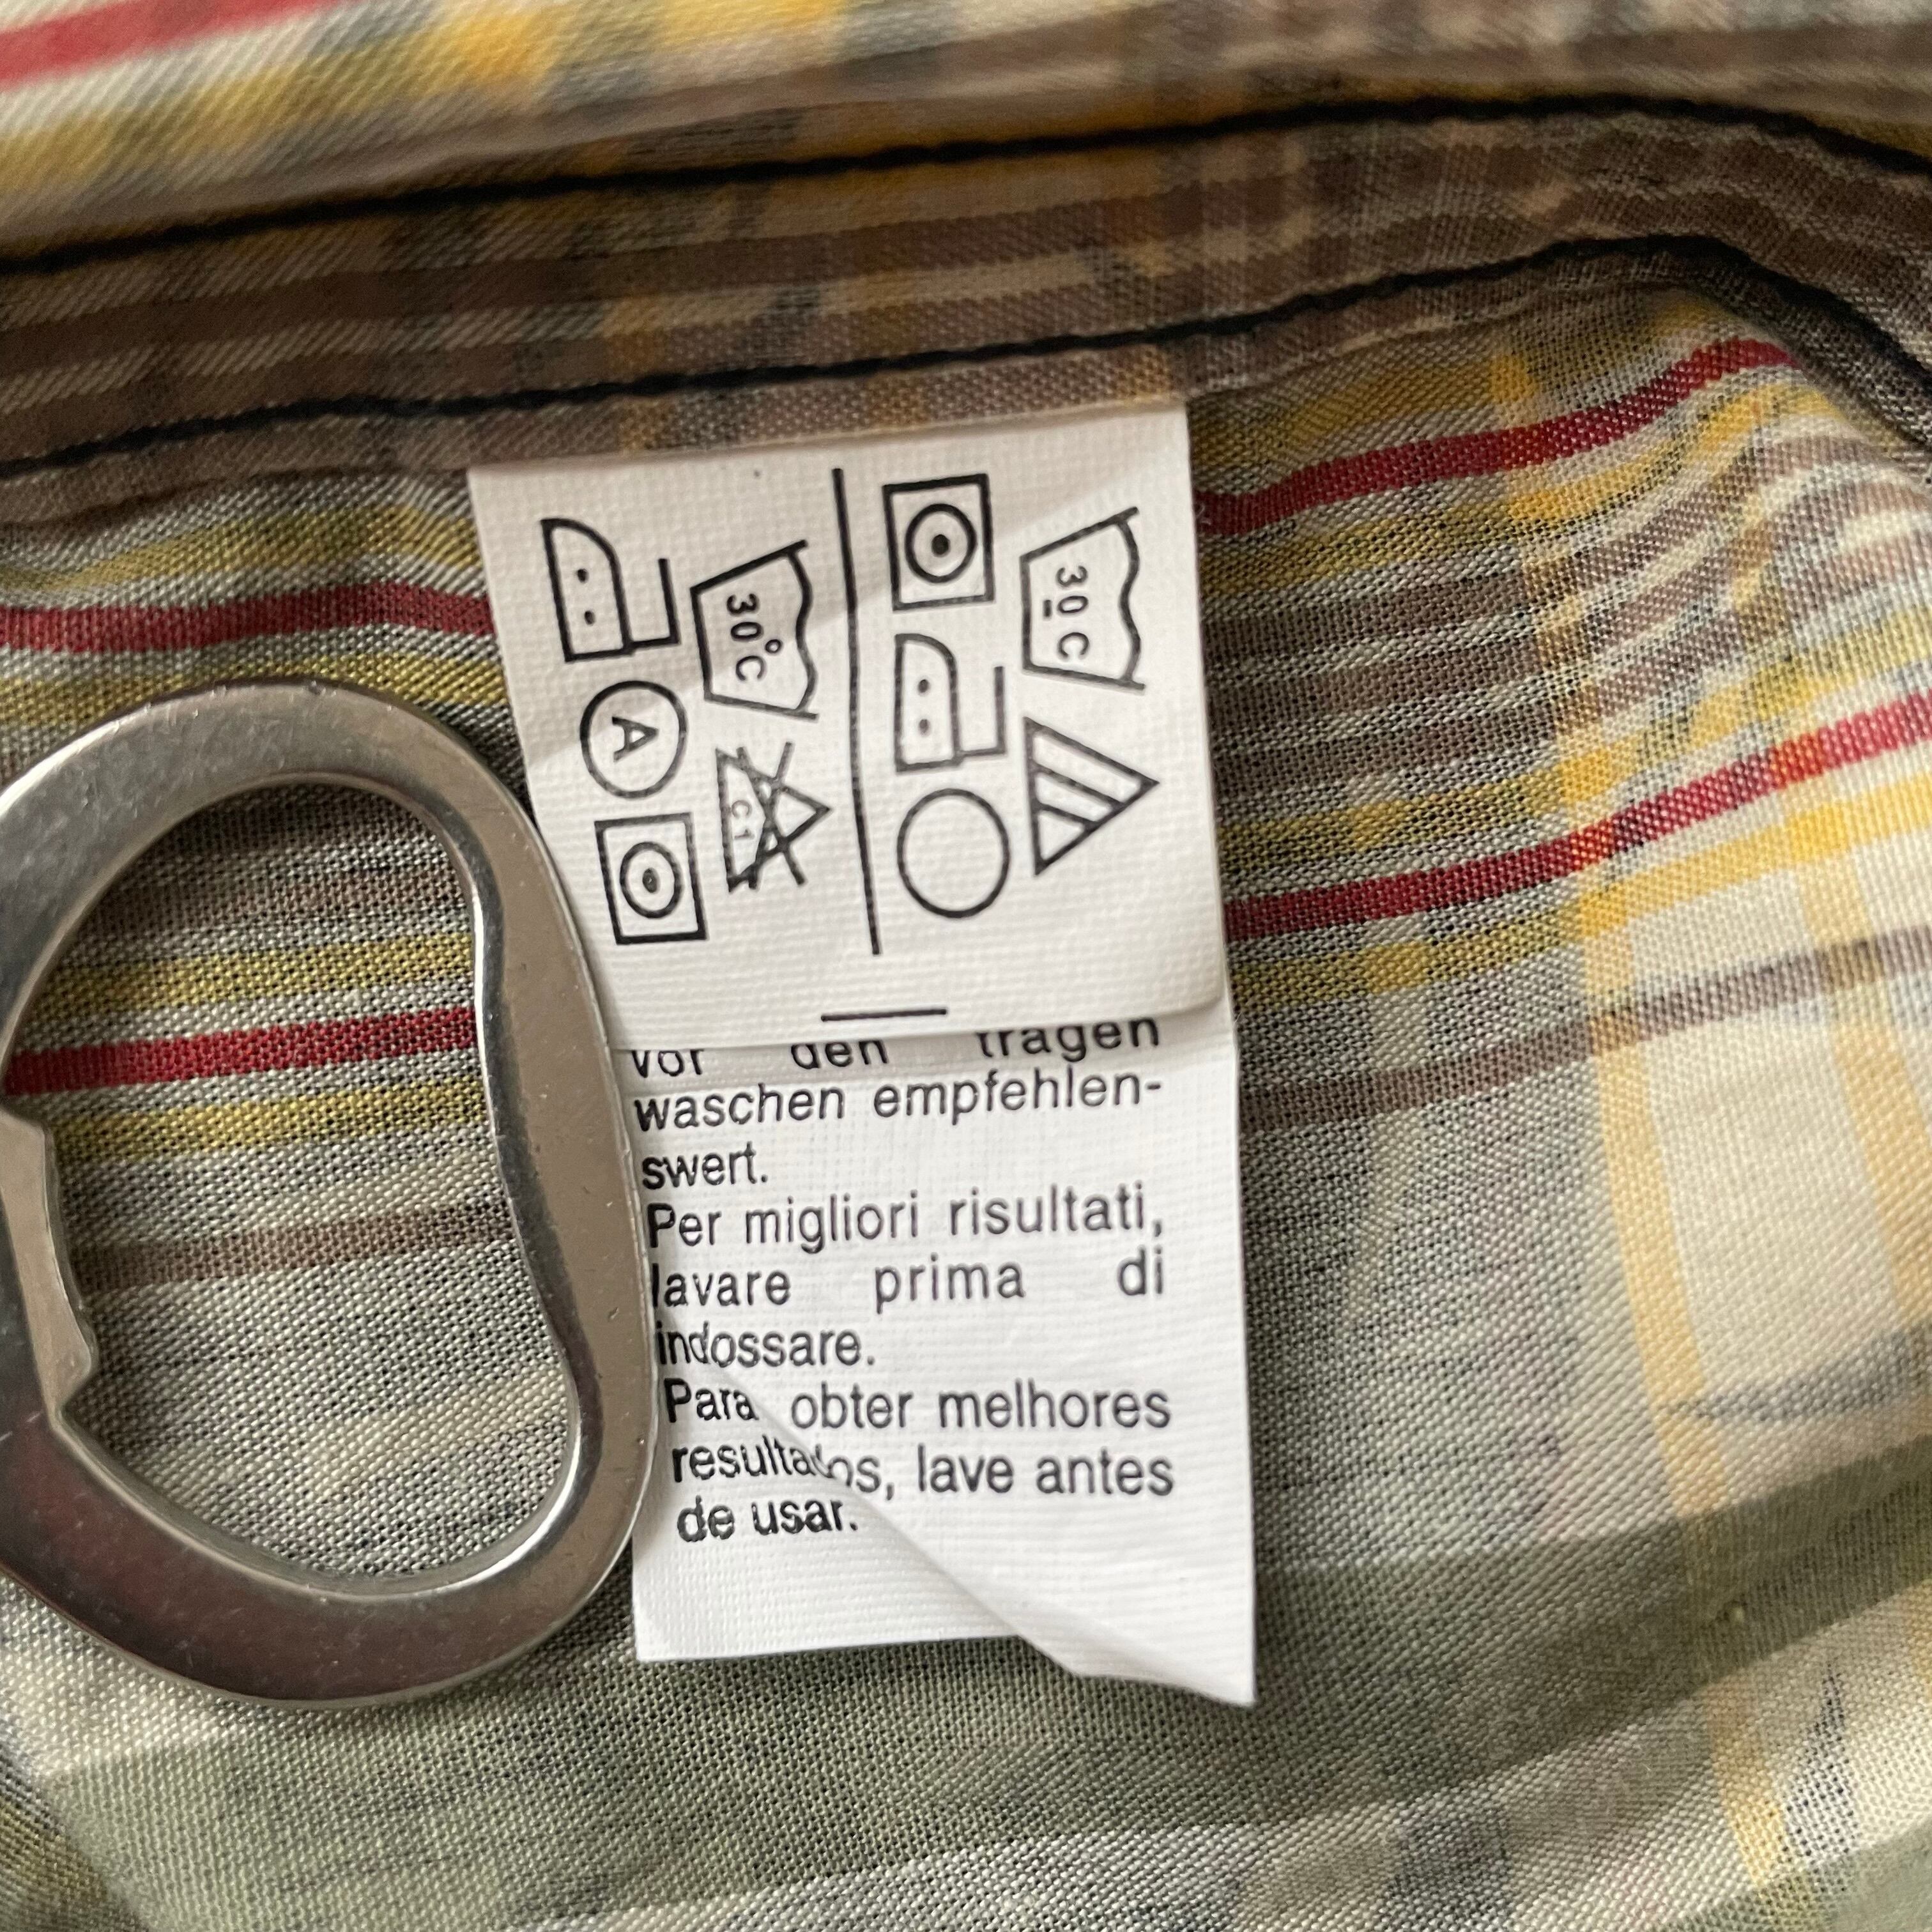 30°C
A
C1
30 C
vor den tragen
waschen empfehlen-
swert.
Per migliori risultati,
lavare prima di
indossare.
Para obter melhores
resultados, lave antes
de usar.